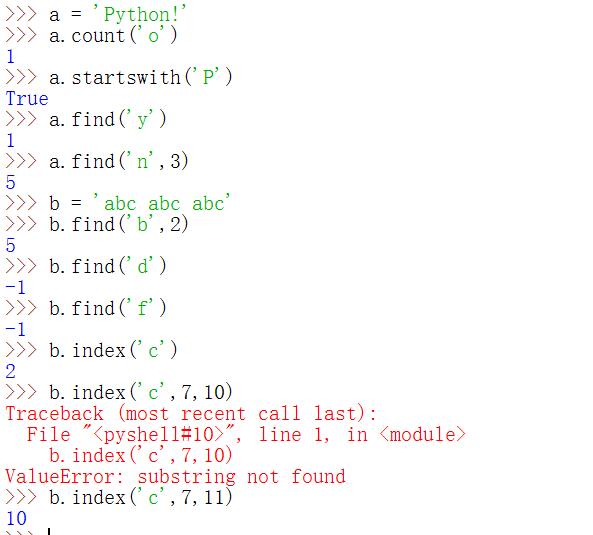 >>> a = 'Python!'
>>> a.count('o')
1
>>> a.startswith('P')
True
>>> a.find('y')
1
>>> a.find('n',3)
5
>>> b = 'abc abc abc'
>>> b.find('b',2)
5
>>> b.find('d')
-1
>>> b.find('f')
-1
>>> b.index('c')
2
>>> b.index('c',7,10)
Traceback (most recent call last):
  File "<pyshell#10>", line 1, in <module>
    b.index('c',7,10)
ValueError: substring not found
>>> b.index('c',7,11)
10
>>>